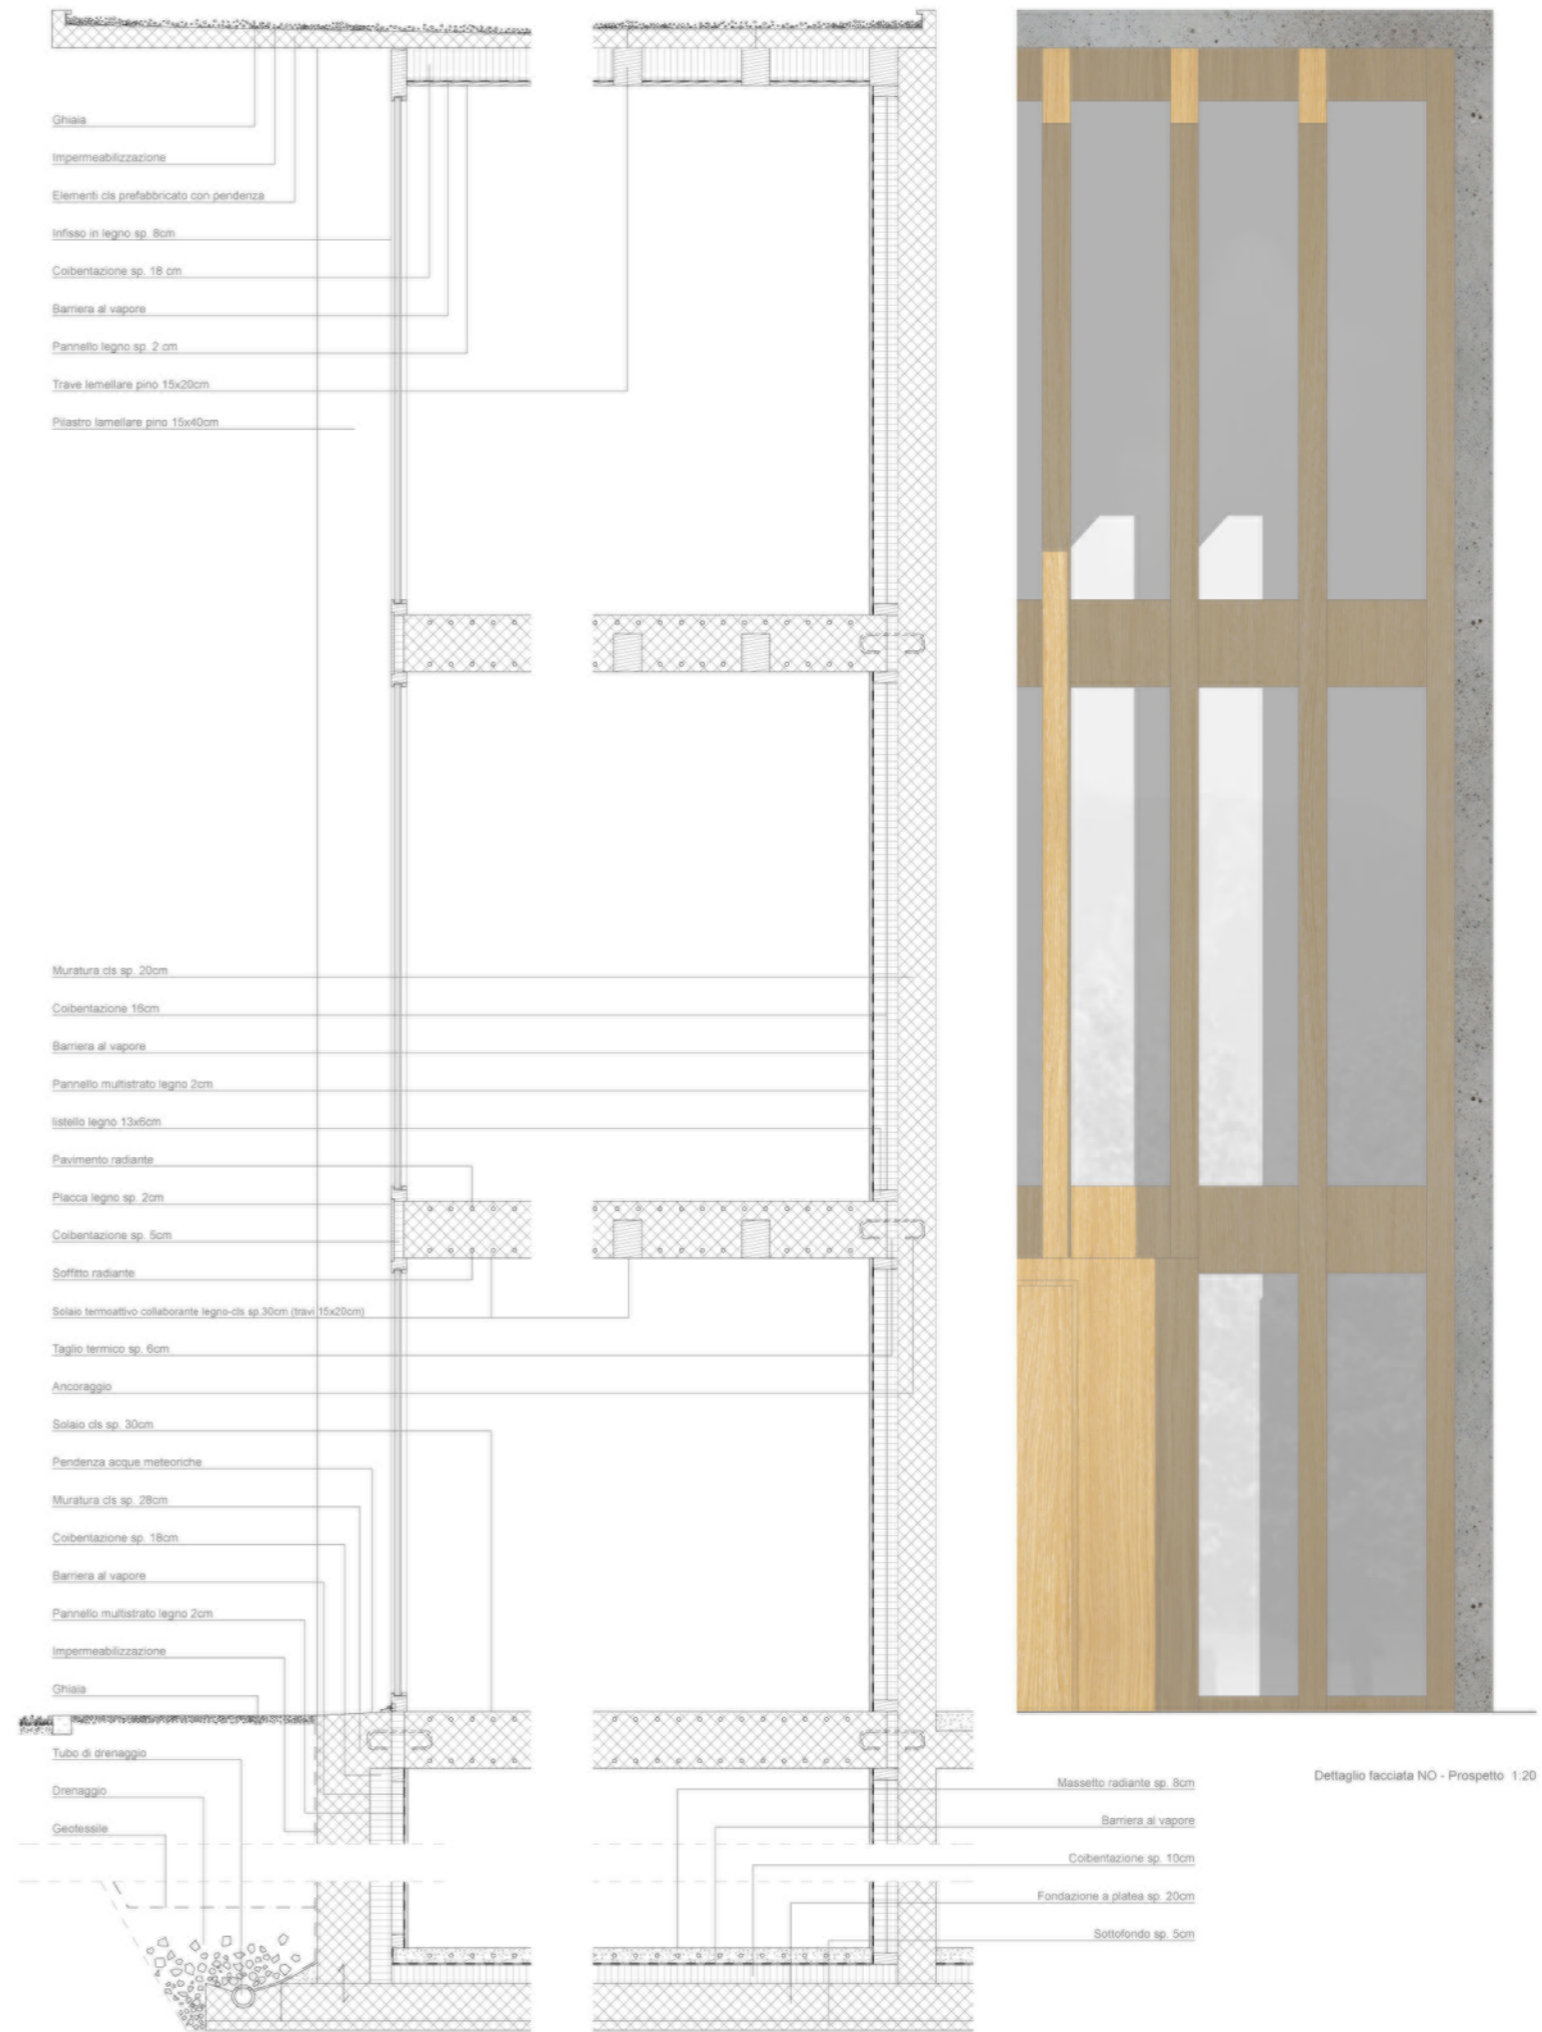 Ghiaia
Impermeabilizzazione
Elementi cls prefabbricato con pendenza
Infisso in legno sp. 8cm
Coibentazione sp. 18 cm
Barriera al vapore
Pannello legno sp. 2 cm
Trave lemellare pino 15x20cm
Pilastro lamellare pino 15x40cm
Muratura cls sp. 20cm
Coibentazione 16cm
Barriera al vapore
Pannello multistrato legno 2cm
listello legno 13x6cm
Pavimento radiante
Placca legno sp. 2cm
Coibentazione sp. 5cm
Soffitto radiante
Solaio termoattivo collaborante legno-cls sp.30cm (travi 15x20cm)
Taglio termico sp. 6cm
Ancoraggio
Solaio cls sp. 30cm
Pendenza acque meteoriche
Muratura cls sp. 28cm
Coibentazione sp. 18cm
Barriera al vapore
Pannello multistrato legno 2cm
Impermeabilizzazione
Ghiaia
Tubo di drenaggio
Drenaggio
Geotessile
Massetto radiante sp. 8cm
Barriera al vapore
Coibentazione sp. 10cm
Fondazione a platea sp. 20cm
Sottofondo sp. 5cm
Dettaglio facciata NO - Prospetto 1:20